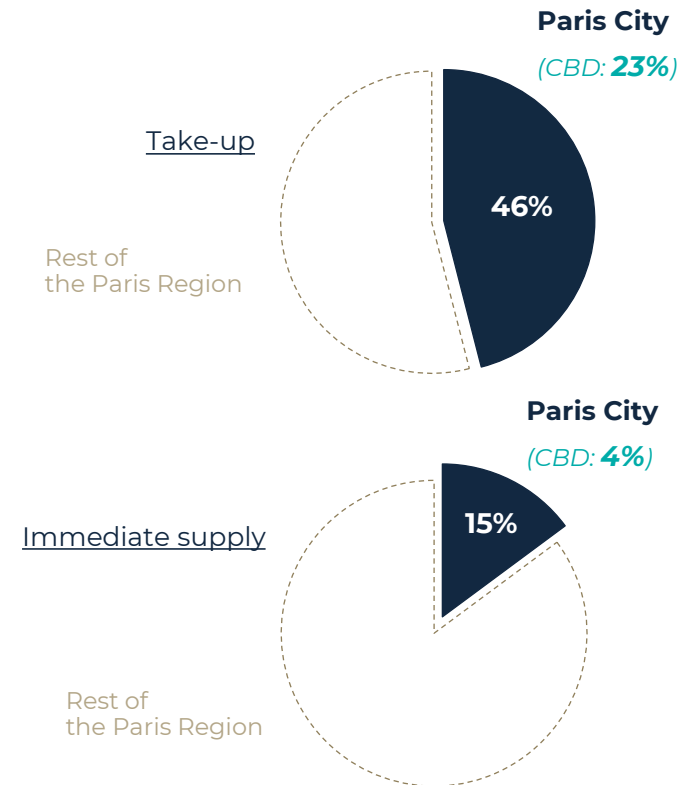 Paris City
(CBD: 23%)
Take-up
46%
Rest of
the Paris Region
Paris City
(CBD: 4%)
15%
Immediate supply
Rest of
the Paris Region